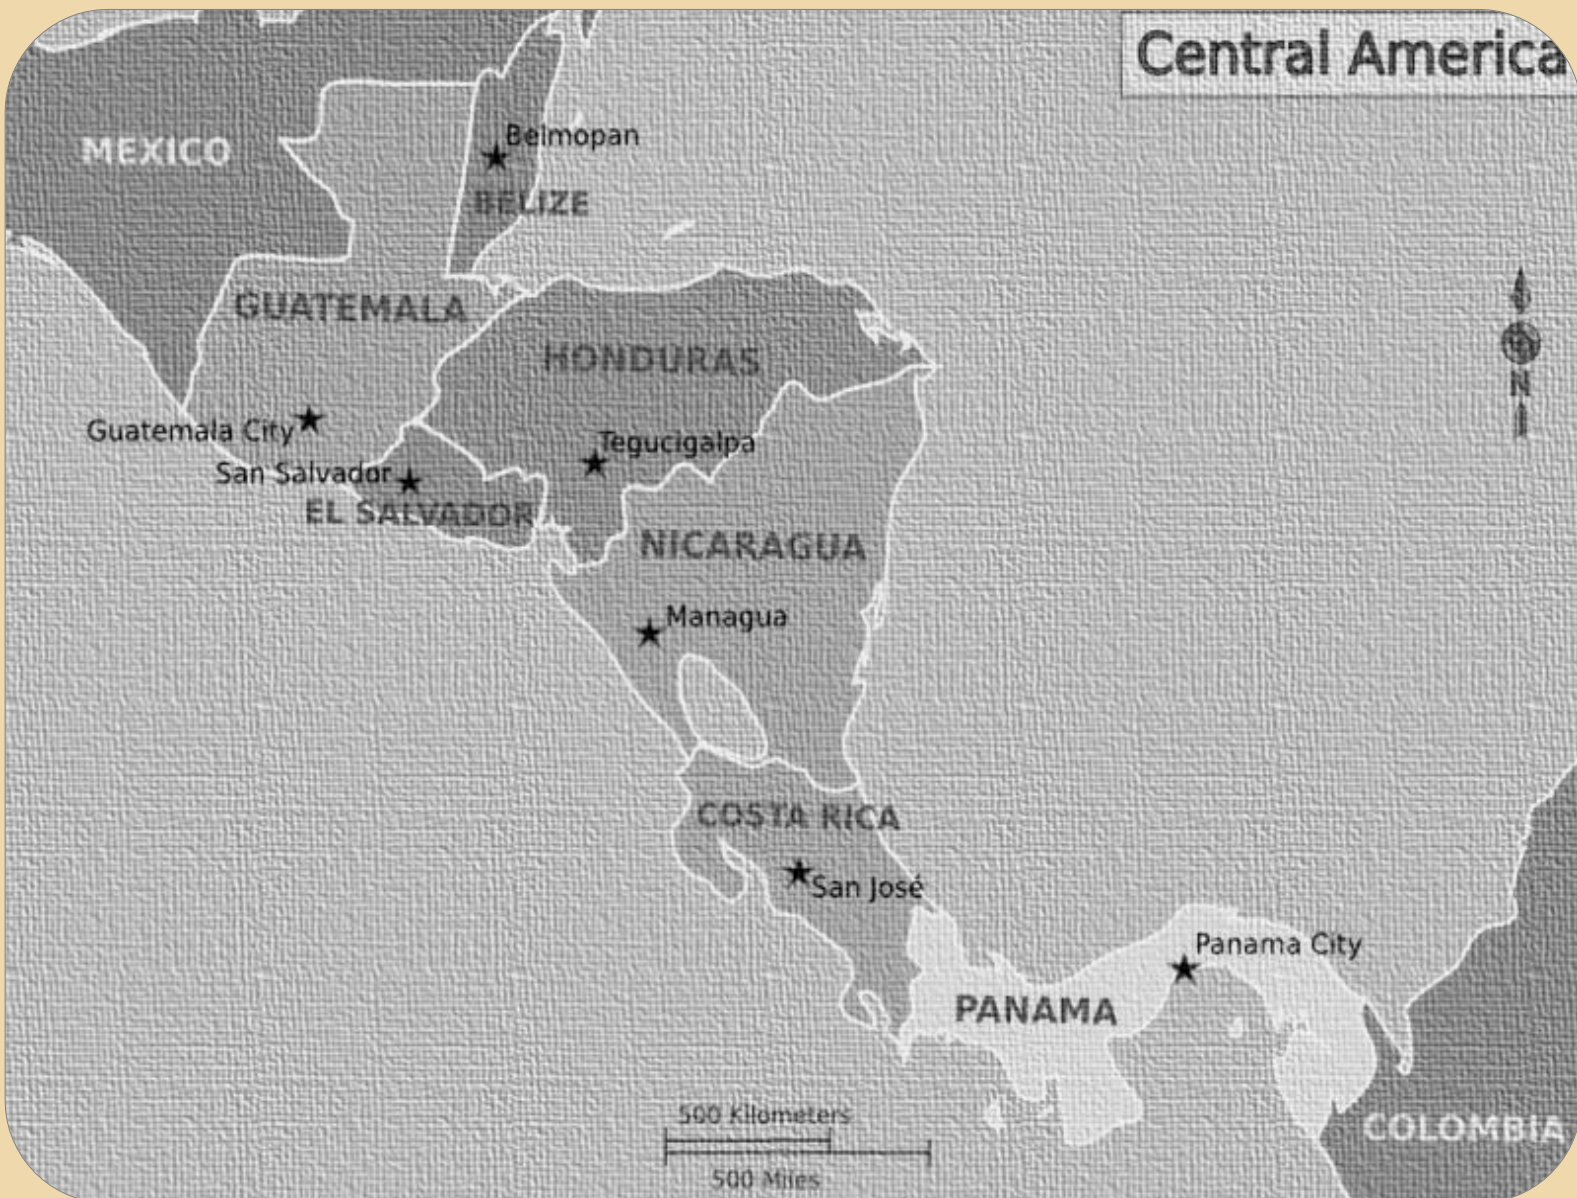 Central America
MEXICO
Belmopan
BELIZE
GUATEMALA
HONDURAS
N
Guatemala City
Tegucigalpa
San Salvador
EL SALVADOR
NICARAGUA
Managua
COSTA RICA
San José
Panama City
PANAMA
500 Kilometers
COLOMBIA
500 Miles